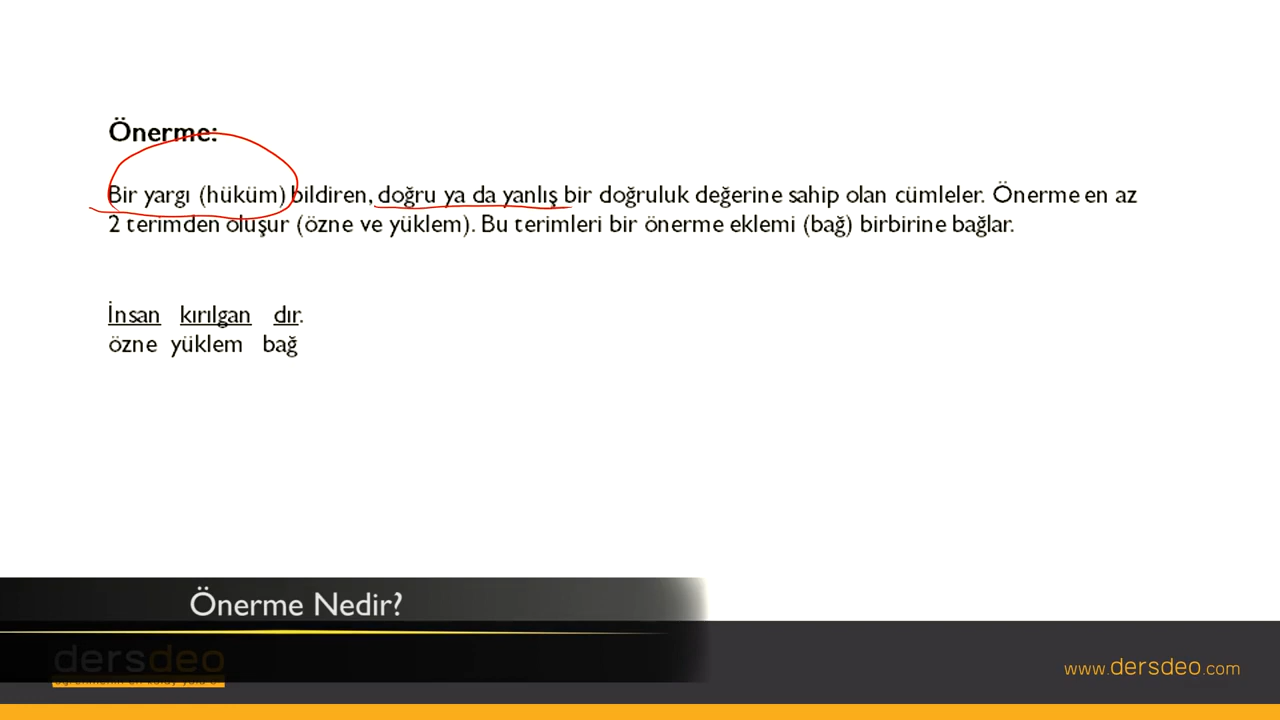 Önerme:
Bir yargı (hüküm) bildiren, doğru ya da yanlış bir doğruluk değerine sahip olan cümleler. Önerme en az
2 terimden oluşur (özne ve yüklem). Bu terimleri bir önerme eklemi (bağ) birbirine bağlar.
İnsan kırılgan dır.
özne yüklem bağ
Önerme Nedir?
dersdeo
www.dersdeo.com